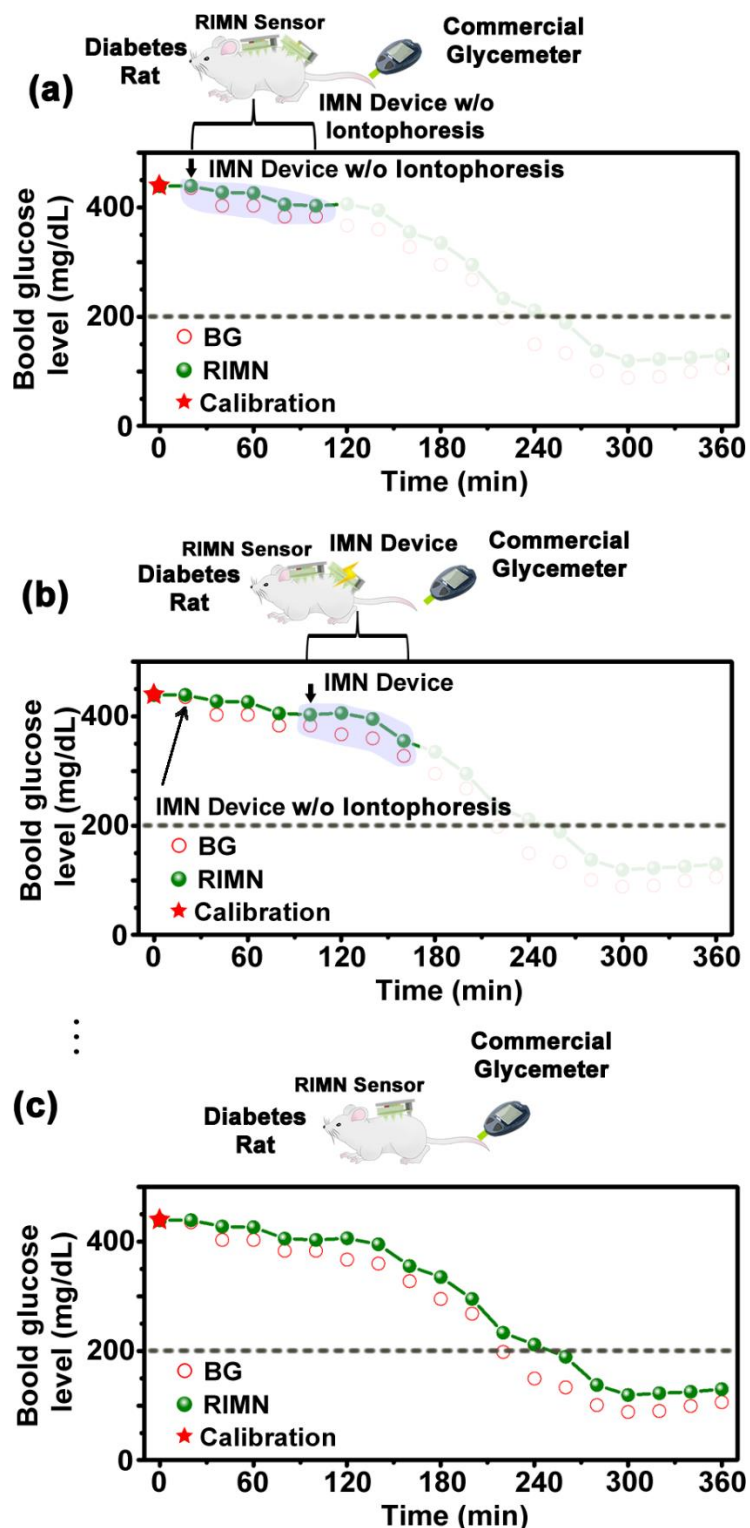 RIMN Sensor
Diabetes
Rat
Commercial
Glycemeter
(a)
IMN Device w/o
Iontophoresis
IMN Device w/o Iontophoresis
Boold glucose
level (mg/dL)
400
200
0
BG
RIMN
Calibration
0 60 120 180 240 300 360
Time (min)
(b)
RIMN Sensor
IMN Device
Diabetes
Rat
Commercial
Glycemeter
IMN Device
IMN Device w/o Iontophoresis
Boold glucose
level (mg/dL)
400
200
0
BG
RIMN
Calibration
0 60 120 180 240 300 360
Time (min)
...
(c)
RIMN Sensor
Diabetes
Rat
Commercial
Glycemeter
Boold glucose
level (mg/dL)
400
200
0
BG
RIMN
Calibration
0 60 120 180 240 300 360
Time (min)